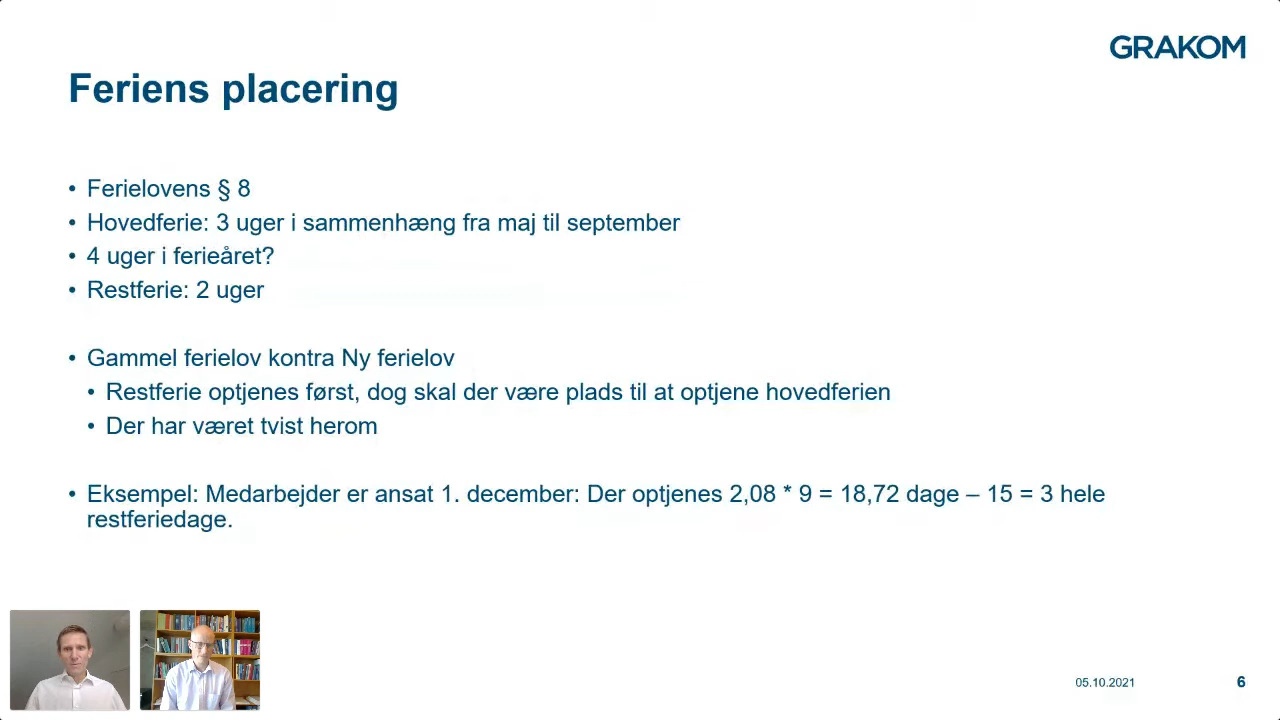 GRAKOM
Feriens placering
• Ferielovens § 8
• Hovedferie: 3 uger i sammenhæng fra maj til september
• 4 uger i ferieåret?
• Restferie: 2 uger
• Gammel ferielov kontra Ny ferielov
• Restferie optjenes først, dog skal der være plads til at optjene hovedferien
• Der har været tvist herom
• Eksempel: Medarbejder er ansat 1. december: Der optjenes 2,08 * 9 = 18,72 dage – 15 = 3 hele
restferiedage.
05.10.2021
6